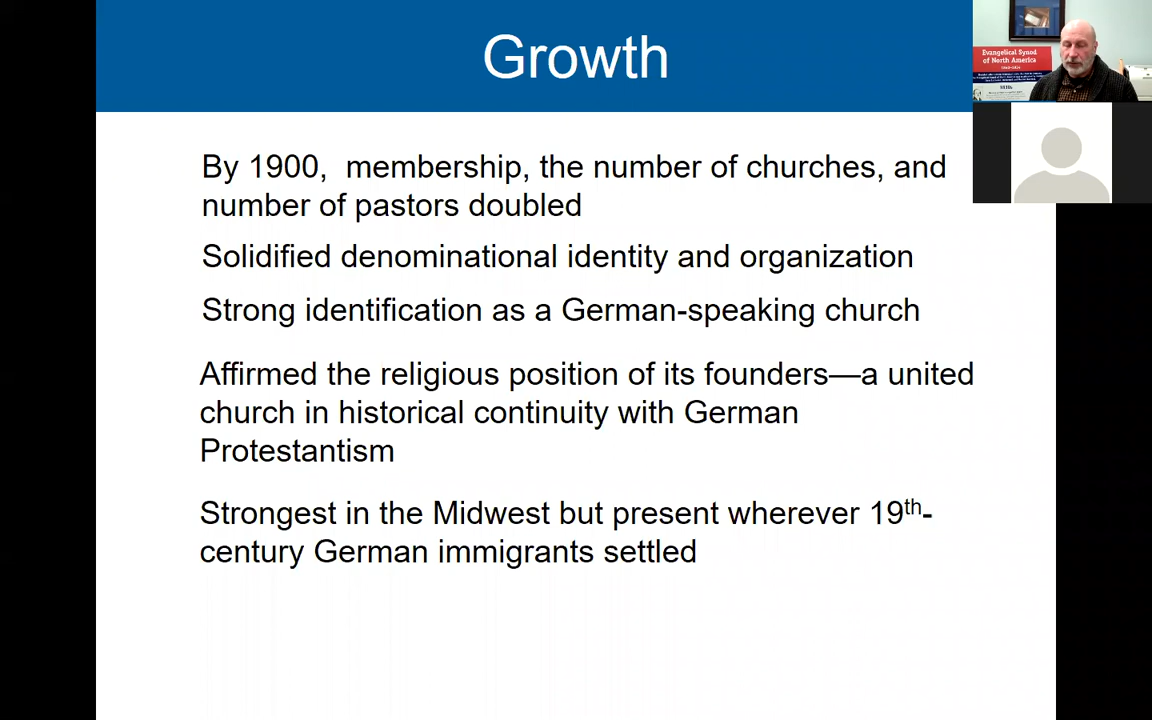 Growth
Evangelical Synod
of North America
By 1900, membership, the number of churches, and
number of pastors doubled
Solidified denominational identity and organization
Strong identification as a German-speaking church
Affirmed the religious position of its founders—a united
church in historical continuity with German
Protestantism
Strongest in the Midwest but present wherever 19th-
century German immigrants settled